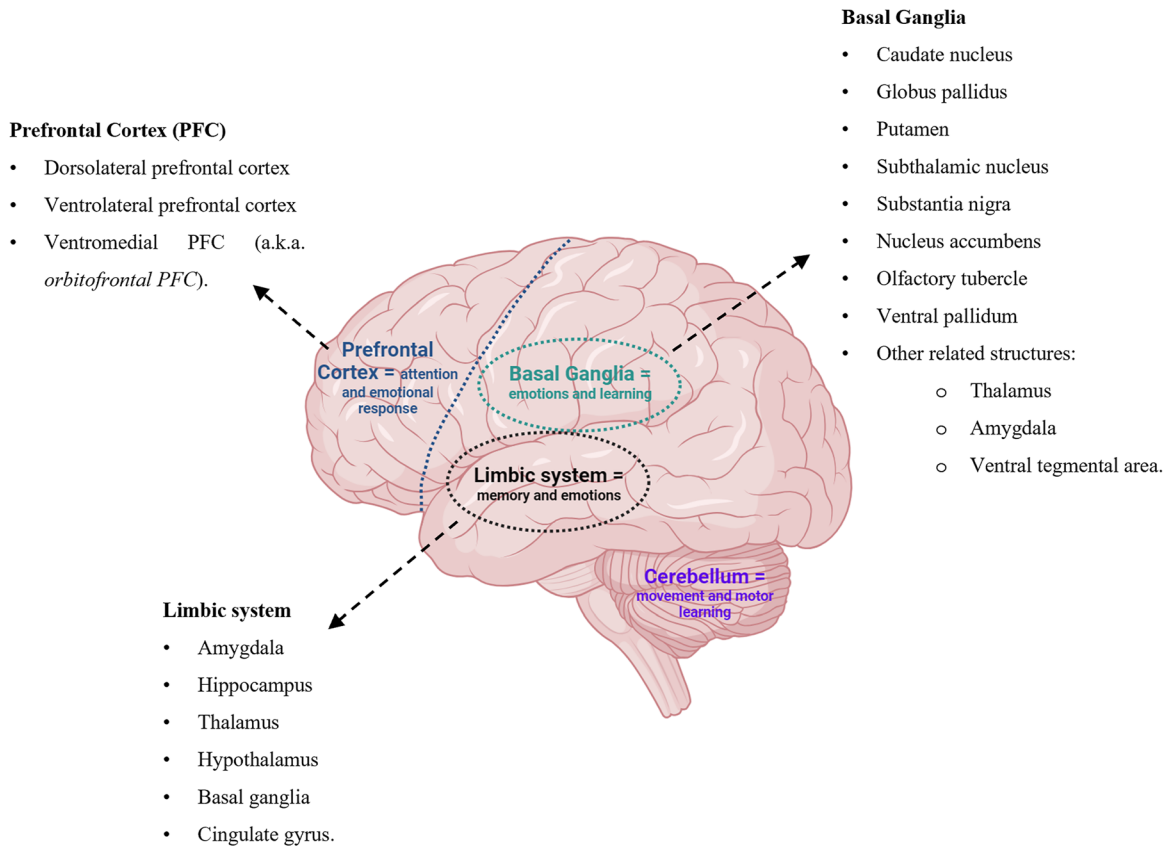 Basal Ganglia
• Caudate nucleus
• Globus pallidus
• Putamen
• Subthalamic nucleus
• Substantia nigra
• Nucleus accumbens
• Olfactory tubercle
• Ventral pallidum
• Other related structures:
o Thalamus
o Amygdala
o Ventral tegmental area.
Prefrontal Cortex (PFC)
• Dorsolateral prefrontal cortex
• Ventrolateral prefrontal cortex
• Ventromedial PFC (a.k.a.
orbitofrontal PFC).
Prefrontal
Cortex = attention
and emotional
response
Basal Ganglia =
emotions and learning
Limbic system =
memory and emotions
Cerebellum =
movement and motor
learning
Limbic system
• Amygdala
• Hippocampus
• Thalamus
• Hypothalamus
• Basal ganglia
• Cingulate gyrus.